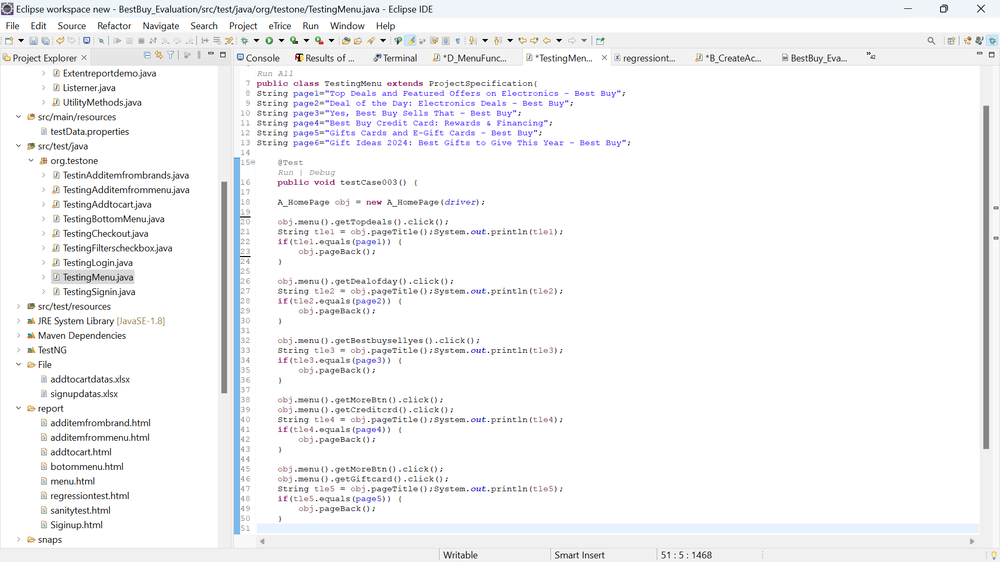 Eclipse workspace new - BestBuy_Evaluation/src/test/java/org/testone/TestingMenu.java - Eclipse IDE
File Edit Source Refactor Navigate Search Project eTrice Run Window Help
Project Explorer
Console Results of ... Terminal *D_MenuFunc... *TestingMen... regressiont... *B_CreateAc... BestBuy_Eva... »42
Extentreportdemo.java
Listerner.java
UtilityMethods.java
src/main/resources
testData.properties
src/test/java
org.testone
TestinAdditemfrombrands.java
TestingAdditemfrommenu.java
TestingAddtocart.java
TestingBottomMenu.java
TestingCheckout.java
TestingFilterscheckbox.java
TestingLogin.java
TestingMenu.java
TestingSignin.java
src/test/resources
JRE System Library [JavaSE-1.8]
Maven Dependencies
TestNG
File
addtocartdatas.xlsx
signupdatas.xlsx
report
additemfrombrand.html
additemfrommenu.html
addtocart.html
botommenu.html
menu.html
regressiontest.html
sanitytest.html
Siginup.html
snaps
Run All
7 public class TestingMenu extends ProjectSpecification{
8 String page1="Top Deals and Featured Offers on Electronics - Best Buy";
9 String page2="Deal of the Day: Electronics Deals - Best Buy";
10 String page3="Yes, Best Buy Sells That - Best Buy";
11 String page4="Best Buy Credit Card: Rewards & Financing";
12 String page5="Gifts Cards and E-Gift Cards - Best Buy";
13 String page6="Gift Ideas 2024: Best Gifts to Give This Year - Best Buy";
14
15 @Test
Run | Debug
16 public void testCase003() {
17
18 A_HomePage obj = new A_HomePage(driver);
19
20 obj.menu().getTopdeals().click();
21 String tle1 = obj.pageTitle();System.out.println(tle1);
22 if(tle1.equals(page1)) {
23 obj.pageBack();
24 }
25
26 obj.menu().getDealofday().click();
27 String tle2 = obj.pageTitle();System.out.println(tle2);
28 if(tle2.equals(page2)) {
29 obj.pageBack();
30 }
31
32 obj.menu().getBestbuysellyes().click();
33 String tle3 = obj.pageTitle();System.out.println(tle3);
34 if(tle3.equals(page3)) {
35 obj.pageBack();
36 }
37
38 obj.menu().getMoreBtn().click();
39 obj.menu().getCreditcrd().click();
40 String tle4 = obj.pageTitle();System.out.println(tle4);
41 if(tle4.equals(page4)) {
42 obj.pageBack();
43 }
44
45 obj.menu().getMoreBtn().click();
46 obj.menu().getGiftcard().click();
47 String tle5 = obj.pageTitle();System.out.println(tle5);
48 if(tle5.equals(page5)) {
49 obj.pageBack();
50 }
51
Writable Smart Insert 51 : 5 : 1468